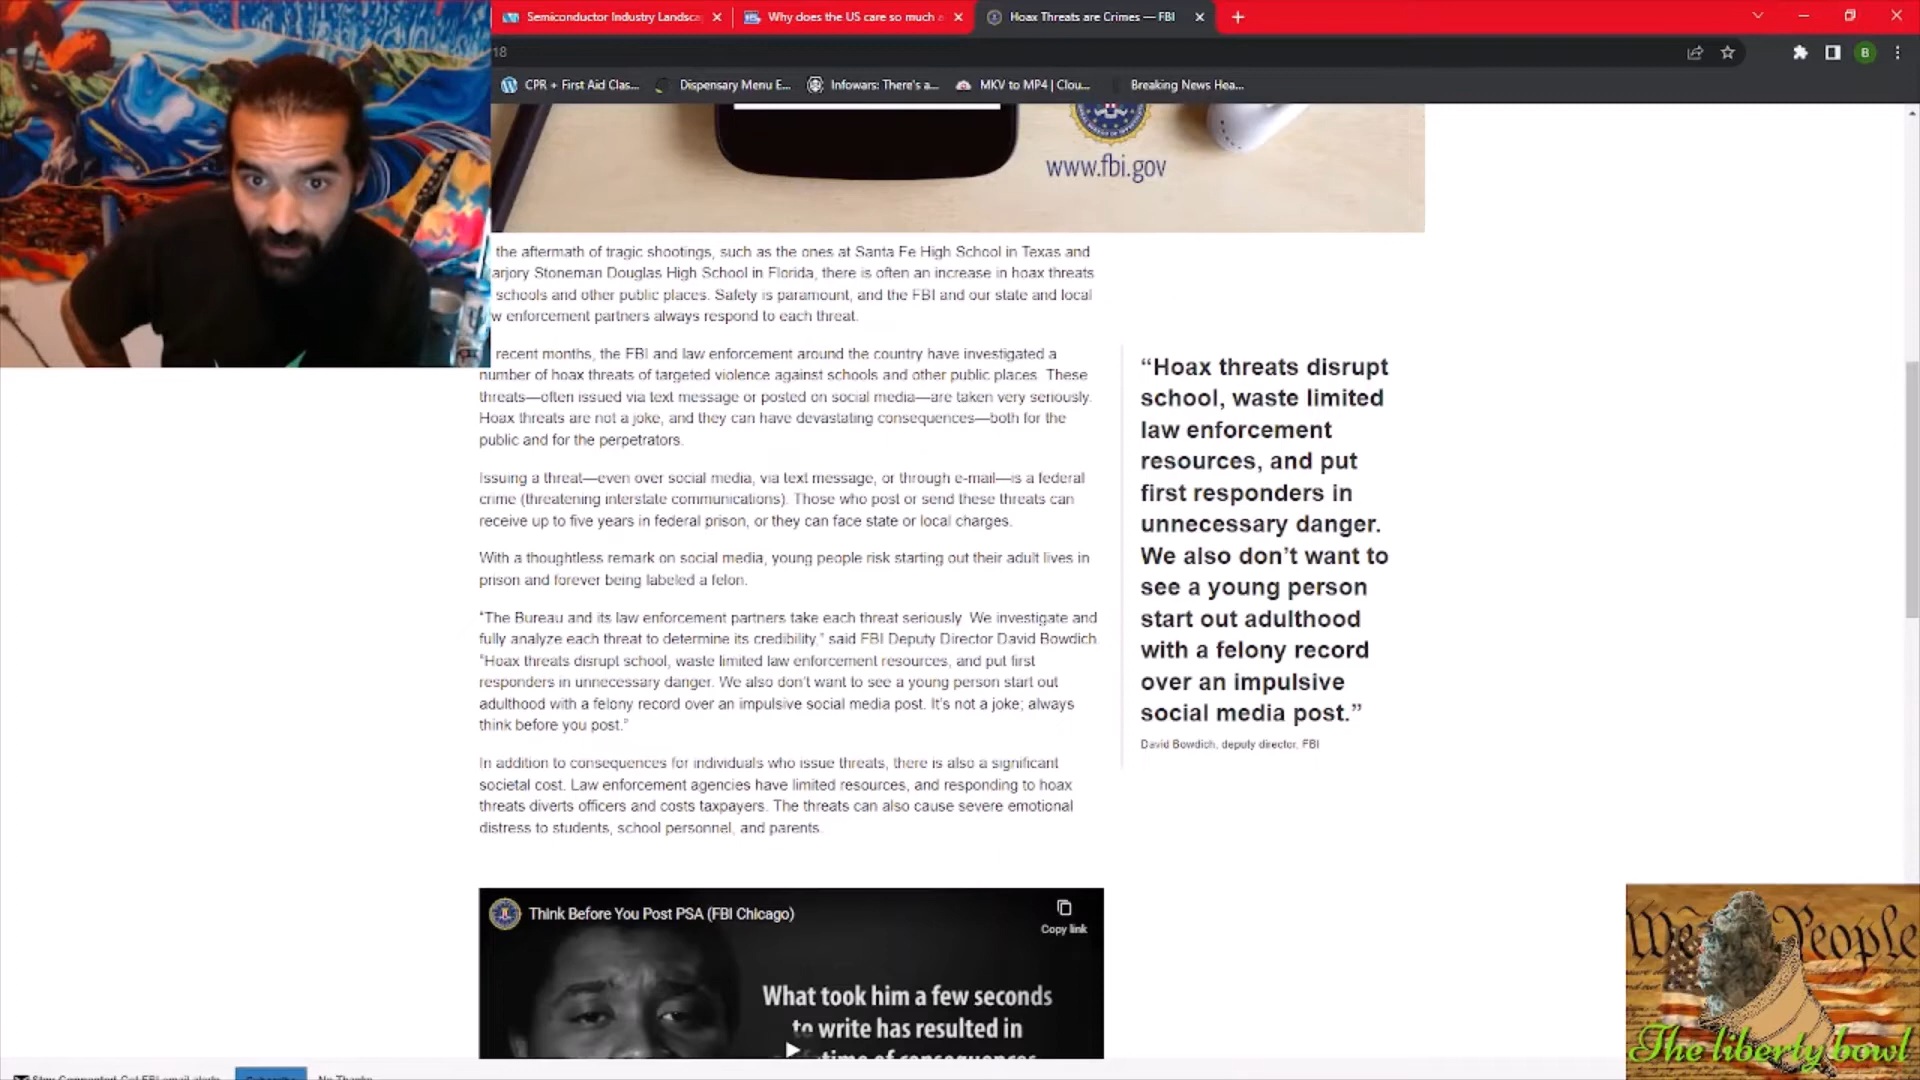 Semiconductor Industry Landsca
Why does the US care so much a
Hoax Threats are Crimes — FBI
18
B
CPR + First Aid Clas...
Dispensary Menu E...
Infowars: There's a...
MKV to MP4 | Clou...
Breaking News Hea...
www.fbi.gov
the aftermath of tragic shootings, such as the ones at Santa Fe High School in Texas and
arjory Stoneman Douglas High School in Florida, there is often an increase in hoax threats
schools and other public places. Safety is paramount, and the FBI and our state and local
w enforcement partners always respond to each threat.
recent months, the FBI and law enforcement around the country have investigated a
number of hoax threats of targeted violence against schools and other public places. These
threats—often issued via text message or posted on social media—are taken very seriously.
Hoax threats are not a joke, and they can have devastating consequences—both for the
public and for the perpetrators.
Issuing a threat—even over social media, via text message, or through e-mail—is a federal
crime (threatening interstate communications). Those who post or send these threats can
receive up to five years in federal prison, or they can face state or local charges.
With a thoughtless remark on social media, young people risk starting out their adult lives in
prison and forever being labeled a felon.
“The Bureau and its law enforcement partners take each threat seriously. We investigate and
fully analyze each threat to determine its credibility,” said FBI Deputy Director David Bowdich.
“Hoax threats disrupt school, waste limited law enforcement resources, and put first
responders in unnecessary danger. We also don’t want to see a young person start out
adulthood with a felony record over an impulsive social media post. It’s not a joke; always
think before you post.”
In addition to consequences for individuals who issue threats, there is also a significant
societal cost. Law enforcement agencies have limited resources, and responding to hoax
threats diverts officers and costs taxpayers. The threats can also cause severe emotional
distress to students, school personnel, and parents.
“Hoax threats disrupt
school, waste limited
law enforcement
resources, and put
first responders in
unnecessary danger.
We also don’t want to
see a young person
start out adulthood
with a felony record
over an impulsive
social media post.”
David Bowdich, deputy director, FBI
Think Before You Post PSA (FBI Chicago)
Copy link
What took him a few seconds
to write has resulted in
time of consequences
We The People
The liberty bowl
Stay Connected Get FBI email alerts
Subscribe
No Thanks